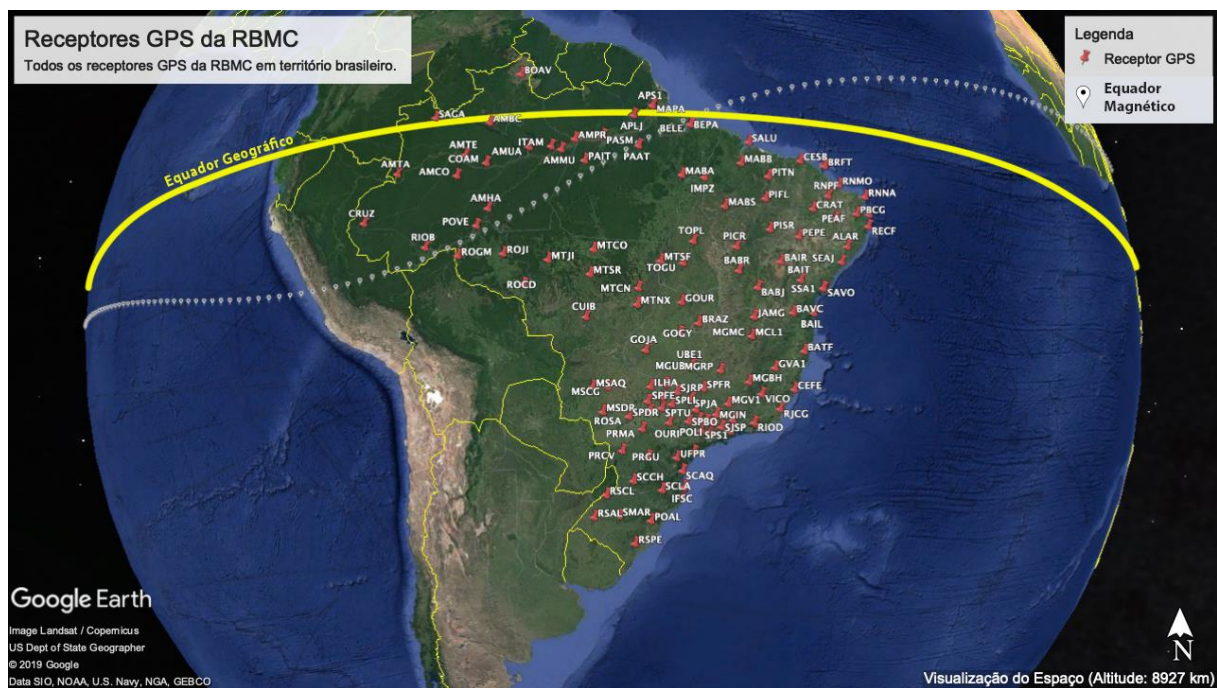 Receptores GPS da RBMC
Todos os receptores GPS da RBMC em território brasileiro.
Legenda
Receptor GPS
Equador
Magnético
Equador Geográfico
BOAV
SAGA
AMBC
APS1
MAPA
APLJ
BELE
BEPA
ITAM
AMPR
PASM
AMTE
AMUA
AMMU
PAIT
PAAT
SALU
COAM
AMTA
AMCO
MABB
CESB
BRFT
MABA
IMPZ
PITN
RNMO
RNPF
RNNA
AMHA
MABS
PIFL
CRAT
PEAF
PBCG
CRUZ
POVE
PISR
PEPE
RECF
TOPL
PICR
ALAR
RIOB
ROGM
ROJI
MTJI
MTCO
MTSF
TOGU
BABR
BAIR
SEAJ
BAIT
MTSR
ROCD
MTCN
BABJ
SSA1
SAVO
CUIB
MTNX
GOUR
JAMG
BAVC
BAIL
BRAZ
GOGY
MGMC
MCL1
GOJA
BATF
UBE1
MGUB
MGRP
GVA1
MSAQ
MSCG
ILHA
SJRP
SPFR
MGBH
CEFE
SPFE
SPLI
SPJA
MGV1
VICO
MSDR
SPDR
SPTU
MGIN
RJCG
ROSA
SPBO
SJSP
RIOD
PRMA
OURI
POLI
SPS1
PRCV
PRGU
UFPR
SCAQ
SCCH
SCLA
IFSC
RSCL
RSAL
SMAR
POAL
RSPE
Google Earth
Image Landsat / Copernicus
US Dept of State Geographer
© 2019 Google
Data SIO, NOAA, U.S. Navy, NGA, GEBCO
N
Visualização do Espaço (Altitude: 8927 km)